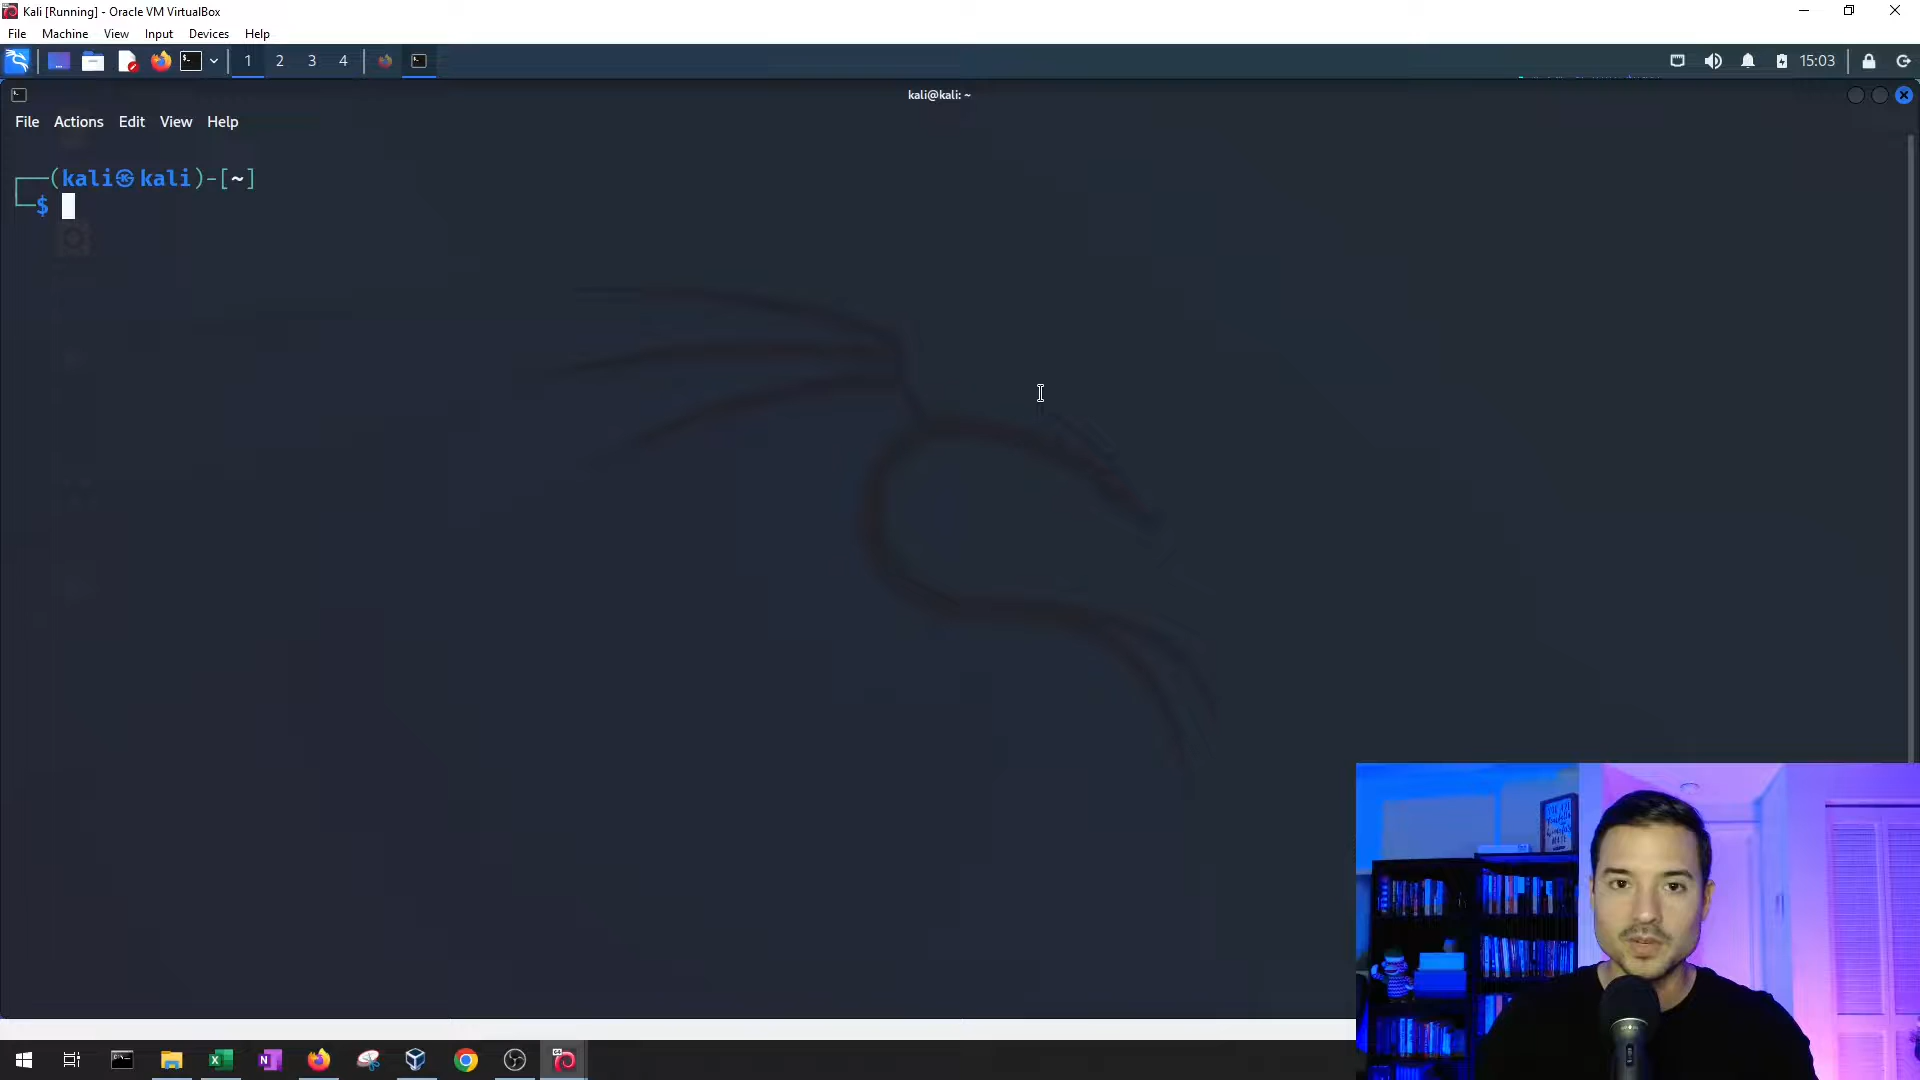 Kali [Running] - Oracle VM VirtualBox
File Machine View Input Devices Help
1 2 3 4 15:03
kali@kali: ~
File Actions Edit View Help
(kali㉿kali)-[~]
$